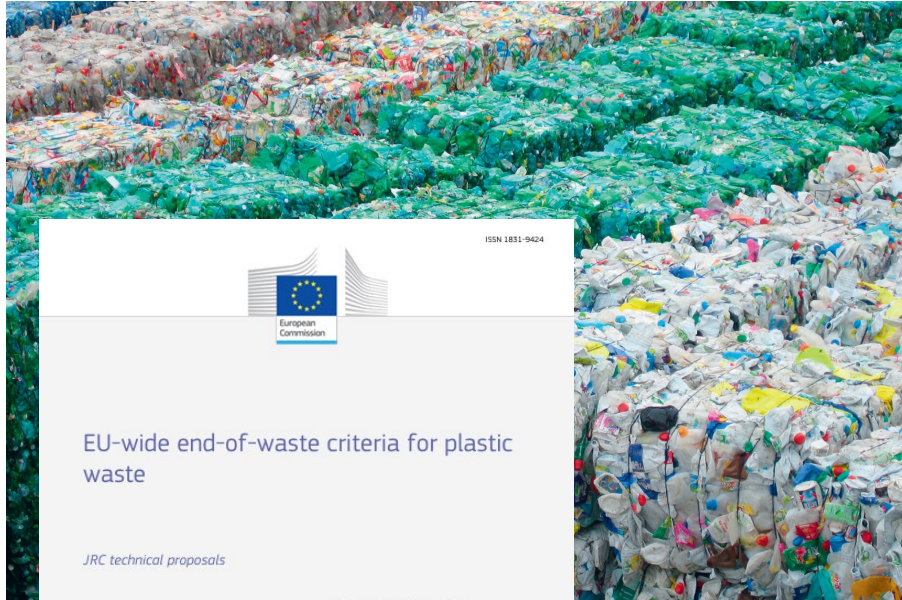 ISSN 1831-9424
European
Commission
EU-wide end-of-waste criteria for plastic
waste
JRC technical proposals